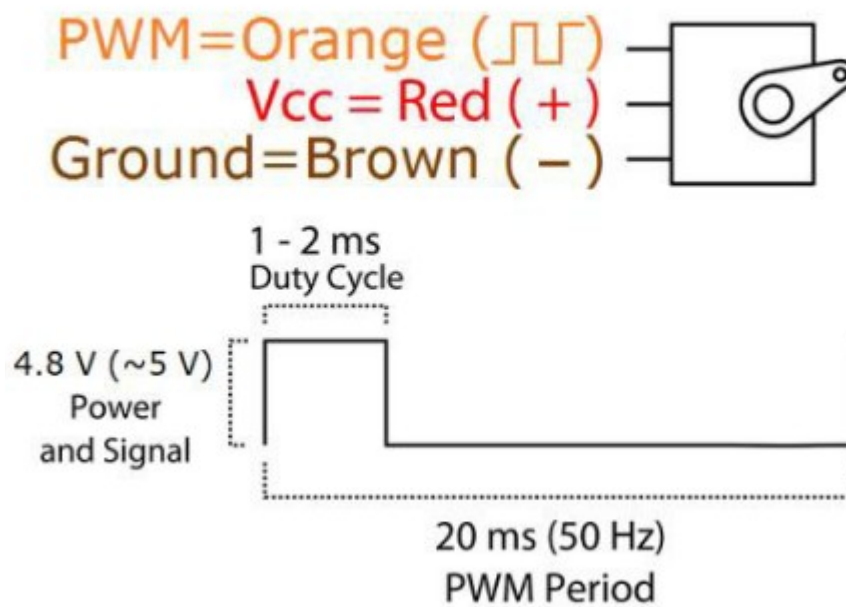 PWM=Orange (⎍⎍)
Vcc = Red (+)
Ground=Brown (−)
1 - 2 ms
Duty Cycle
4.8 V (~5 V)
Power
and Signal
20 ms (50 Hz)
PWM Period